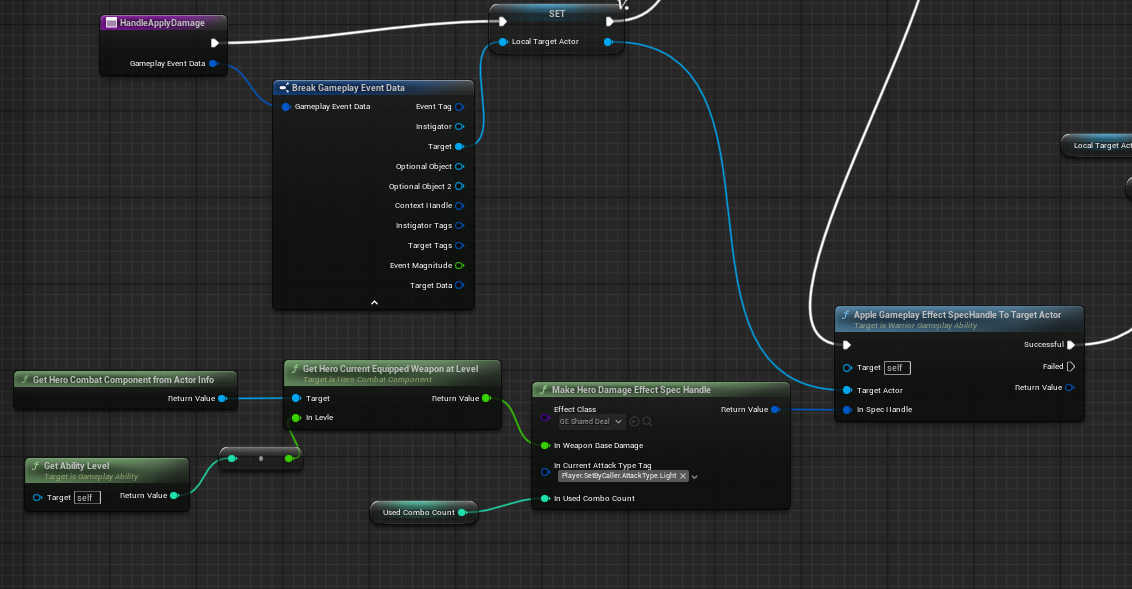 HandleApplyDamage
Gameplay Event Data
SET
Local Target Actor
Break Gameplay Event Data
Gameplay Event Data
Event Tag
Instigator
Target
Optional Object
Optional Object 2
Context Handle
Instigator Tags
Target Tags
Event Magnitude
Target Data
Local Target Act
Apple Gameplay Effect SpecHandle To Target Actor
Target is Warrior Gameplay Ability
Successful
Target self
Failed
Target Actor
Return Value
In Spec Handle
Get Hero Combat Component from Actor Info
Return Value
Get Hero Current Equipped Weapon at Level
Target is Hero Combat Component
Target
Return Value
In Levle
Get Ability Level
Target is Gameplay Ability
Target self
Return Value
Make Hero Damage Effect Spec Handle
Effect Class
GE Shared Deal
Return Value
In Weapon Base Damage
In Current Attack Type Tag
Player.SetByCaller.AttackType.Light
In Used Combo Count
Used Combo Count